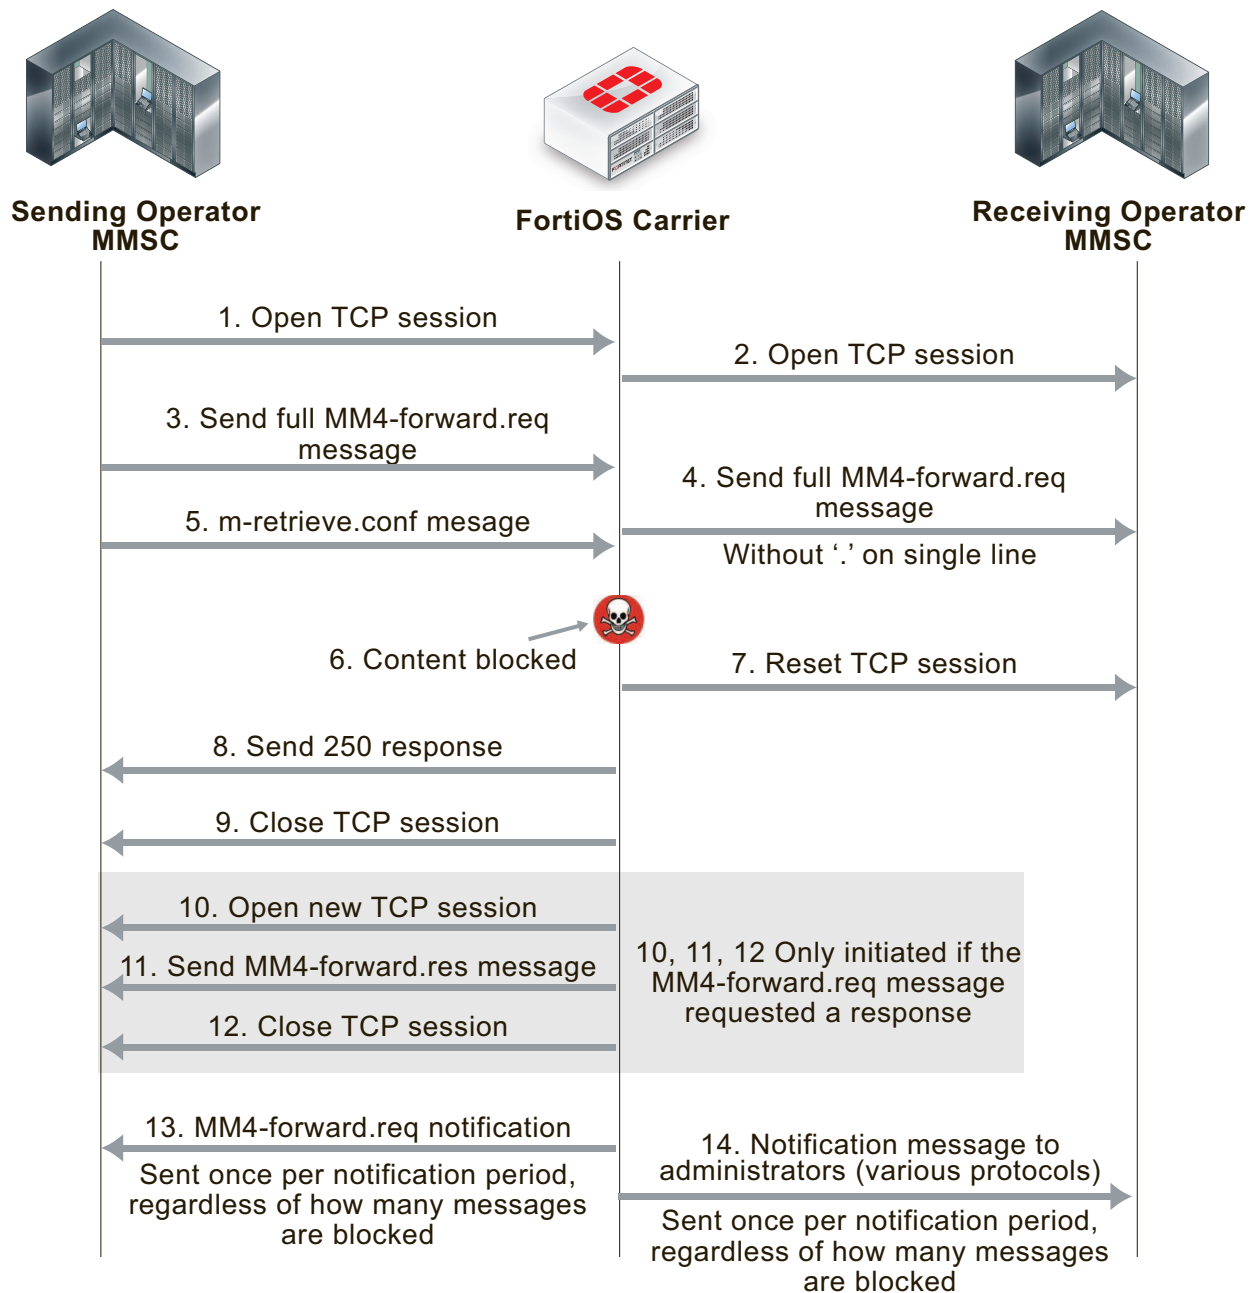 Sending Operator
MMSC
FortiOS Carrier
Receiving Operator
MMSC
1. Open TCP session
2. Open TCP session
3. Send full MM4-forward.req
message
4. Send full MM4-forward.req
message
Without ‘.’ on single line
5. m-retrieve.conf mesage
6. Content blocked
7. Reset TCP session
8. Send 250 response
9. Close TCP session
10. Open new TCP session
11. Send MM4-forward.res message
12. Close TCP session
10, 11, 12 Only initiated if the
MM4-forward.req message
requested a response
13. MM4-forward.req notification
Sent once per notification period,
regardless of how many messages
are blocked
14. Notification message to
administrators (various protocols)
Sent once per notification period,
regardless of how many messages
are blocked